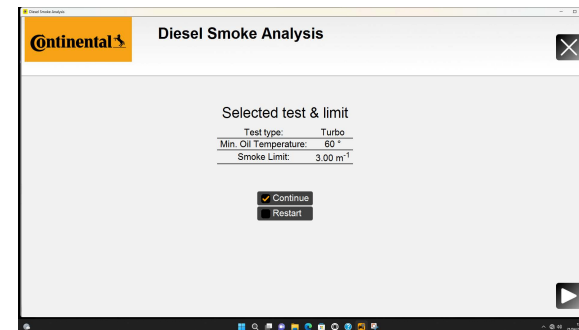 Diesel Smoke Analysis
Continental
Diesel Smoke Analysis
Selected test & limit
Test type: Turbo
Min. Oil Temperature: 60 °
Smoke Limit: 3.00 m-1
Continue
Restart